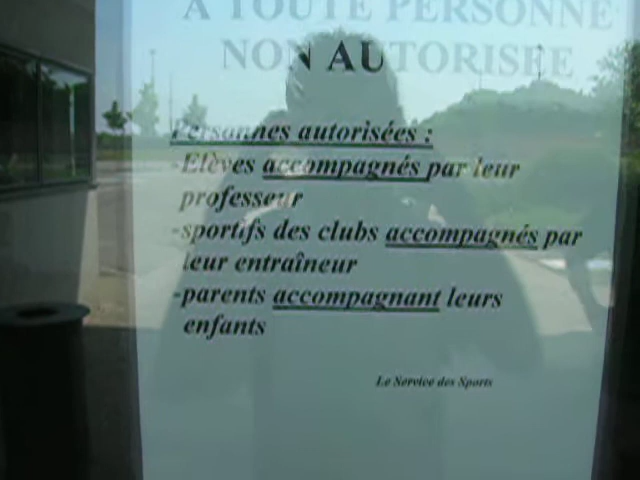 A TOUTE PERSONNE
NON AUTORISEE
Personnes autorisées :
-Elèves accompagnés par leur
professeur
-sportifs des clubs accompagnés par
leur entraîneur
-parents accompagnant leurs
enfants
Le Service des Sports